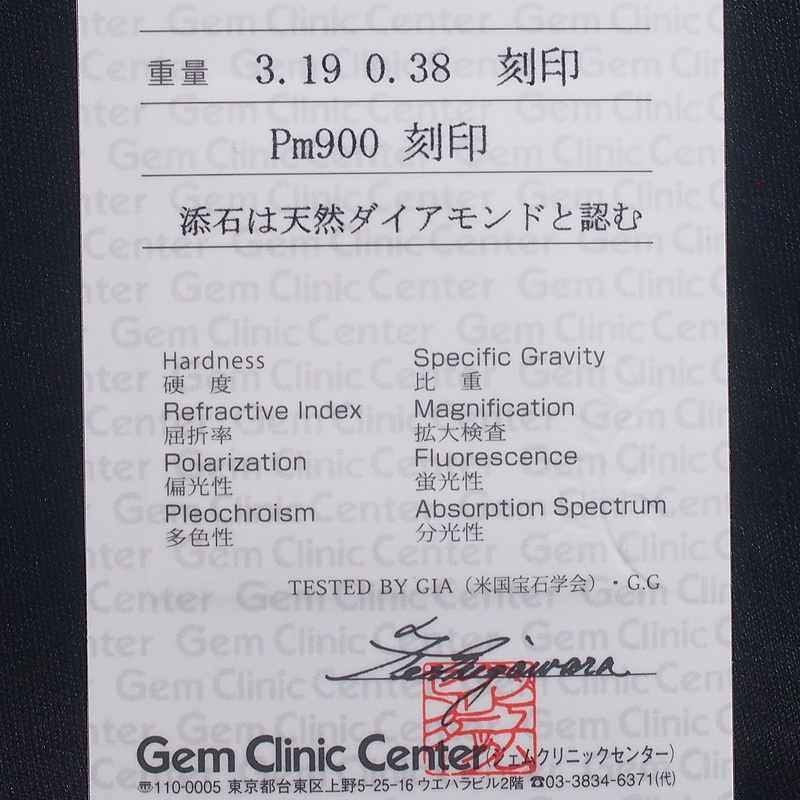 重量 3.19 0.38 刻印
Pm900 刻印
添石は天然ダイアモンドと認む
Hardness
硬 度
Refractive Index
屈折率
Polarization
偏光性
Pleochroism
多色性
Specific Gravity
比 重
Magnification
拡大検査
Fluorescence
蛍光性
Absorption Spectrum
分光性
TESTED BY GIA（米国宝石学会）・G.G
Gem Clinic Center（ジェムクリニックセンター）
〠110-0005 東京都台東区上野5-25-16 ウエハラビル2階 ☎03-3834-6371(代)